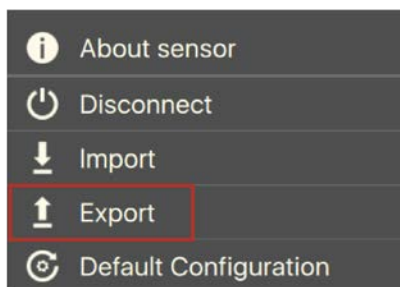 About sensor
Disconnect
Import
Export
Default Configuration